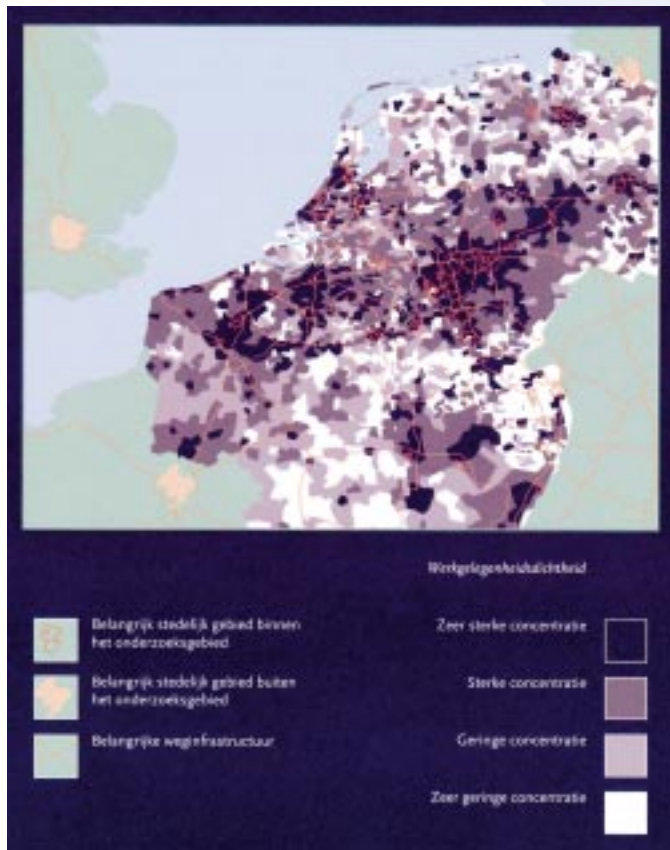 Werkgelegenheidsdichtheid
Belangrijk stedelijk gebied binnen
het onderzoeksgebied
Belangrijk stedelijk gebied buiten
het onderzoeksgebied
Belangrijke weginfrastructuur
Zeer sterke concentratie
Sterke concentratie
Geringe concentratie
Zeer geringe concentratie